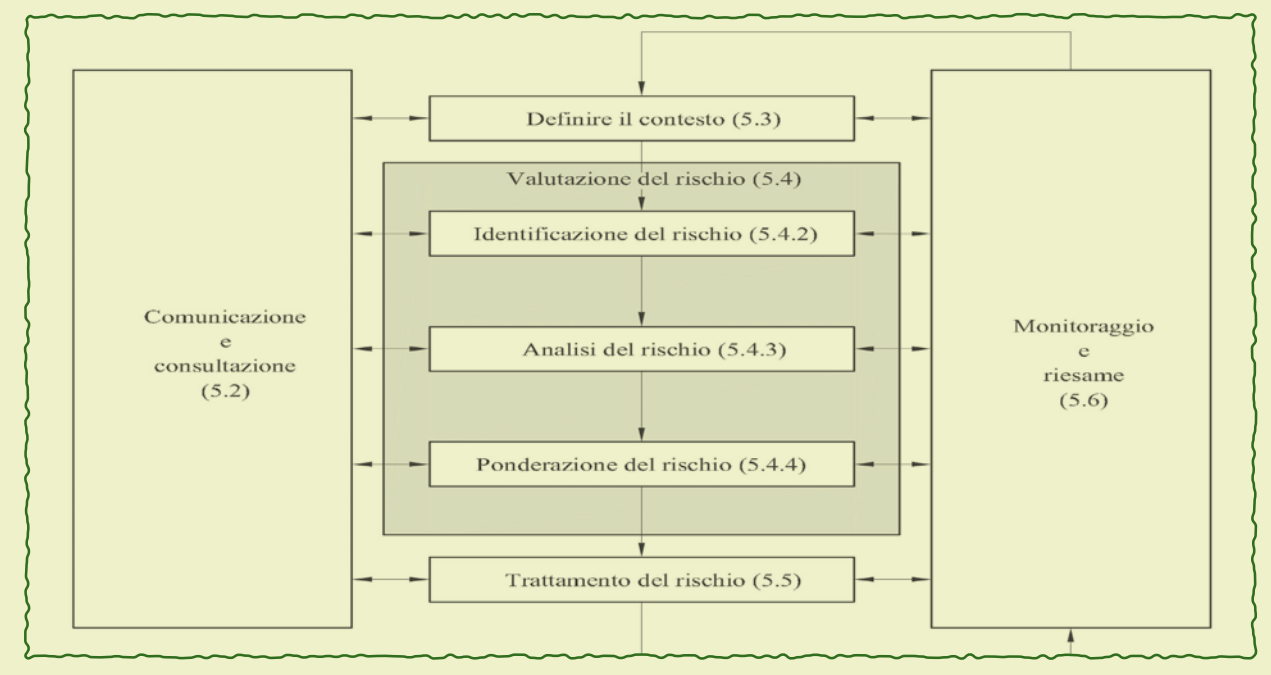 Definire il contesto (5.3)
Valutazione del rischio (5.4)
Identificazione del rischio (5.4.2)
Analisi del rischio (5.4.3)
Ponderazione del rischio (5.4.4)
Trattamento del rischio (5.5)
Comunicazione
e
consultazione
(5.2)
Monitoraggio
e
riesame
(5.6)